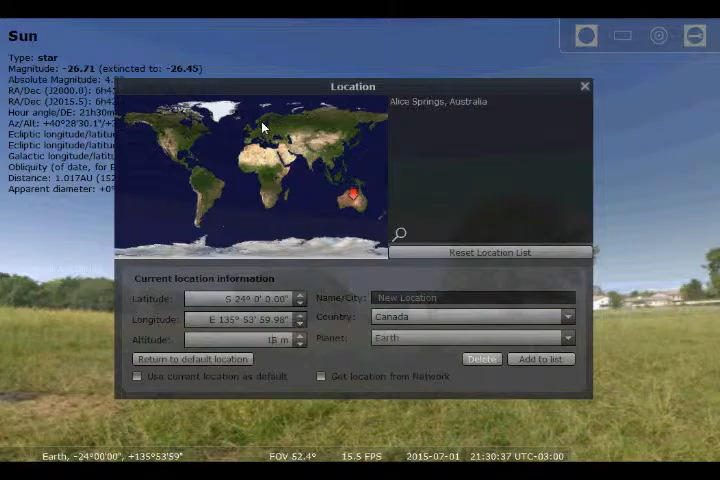 Sun
Type: star
Magnitude: -26.71 (extincted to: -26.45)
Absolute Magnitude: 4.
RA/Dec (J2000.0): 6h4
RA/Dec (J2015.5): 6h4
Hour angle/DE: 21h30
Az/Alt: +40°28'30.1"/+
Ecliptic longitude/latitu
Ecliptic longitude/latitu
Galactic longitude/latitu
Obliquity (of date, for E
Distance: 1.017AU (152
Apparent diameter: +0°
Location
Alice Springs, Australia
Reset Location List
Current location information
Latitude: S 24° 0' 0.00"
Name/City: New Location
Longitude: E 135° 53' 59.98"
Country: Canada
Altitude: m
Planet: Earth
Return to default location
Delete
Add to list
Use current location as default
Get location from Network
Earth, -24°00'00", +135°53'59"
FOV 52.4°
15.5 FPS
2015-07-01 21:30:37 UTC-03:00